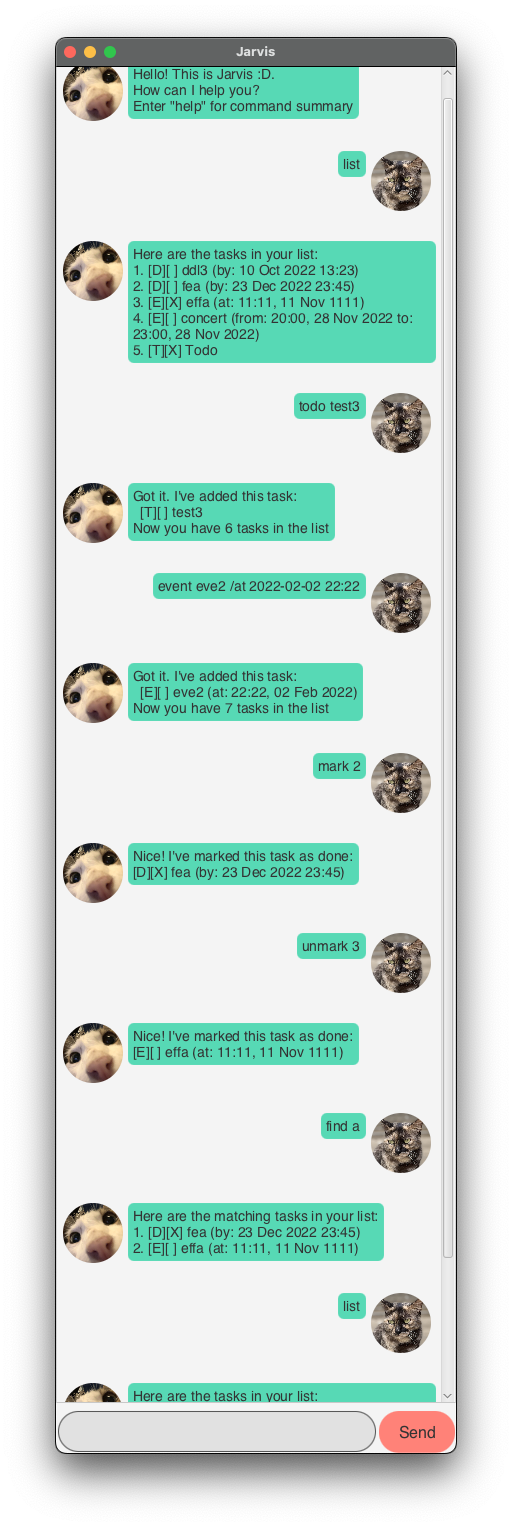 Jarvis
Hello! This is Jarvis :D.
How can I help you?
Enter "help" for command summary
list
Here are the tasks in your list:
1. [D][ ] ddl3 (by: 10 Oct 2022 13:23)
2. [D][ ] fea (by: 23 Dec 2022 23:45)
3. [E][X] effa (at: 11:11, 11 Nov 1111)
4. [E][ ] concert (from: 20:00, 28 Nov 2022 to:
23:00, 28 Nov 2022)
5. [T][X] Todo
todo test3
Got it. I've added this task:
[T][ ] test3
Now you have 6 tasks in the list
event eve2 /at 2022-02-02 22:22
Got it. I've added this task:
[E][ ] eve2 (at: 22:22, 02 Feb 2022)
Now you have 7 tasks in the list
mark 2
Nice! I've marked this task as done:
[D][X] fea (by: 23 Dec 2022 23:45)
unmark 3
Nice! I've marked this task as done:
[E][ ] effa (at: 11:11, 11 Nov 1111)
find a
Here are the matching tasks in your list:
1. [D][X] fea (by: 23 Dec 2022 23:45)
2. [E][ ] effa (at: 11:11, 11 Nov 1111)
list
Here are the tasks in your list:
Send